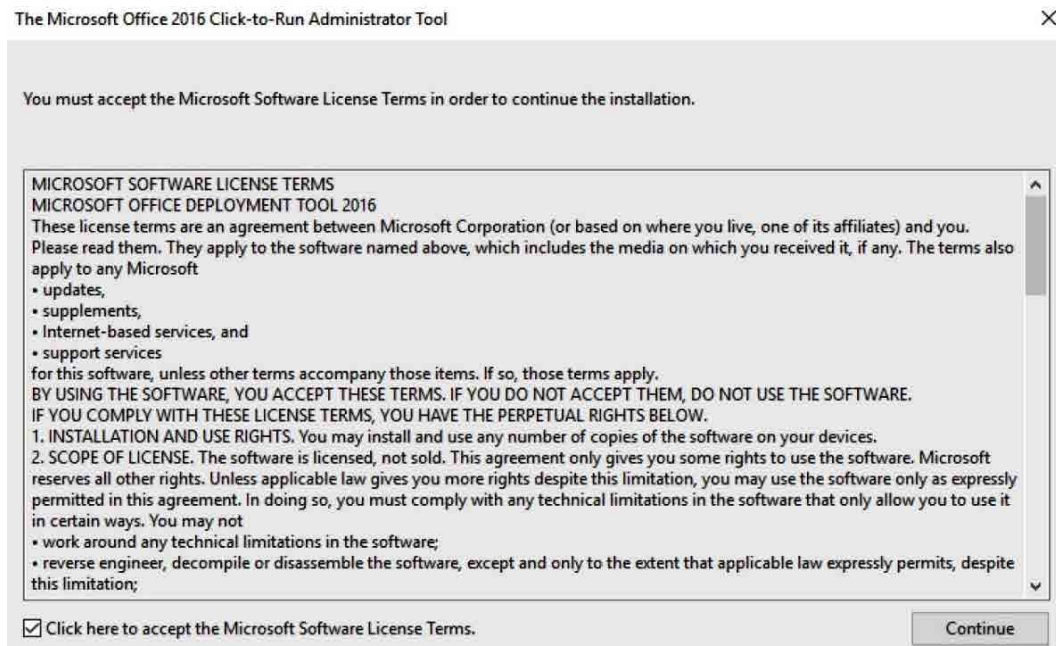 The Microsoft Office 2016 Click-to-Run Administrator Tool
You must accept the Microsoft Software License Terms in order to continue the installation.
MICROSOFT SOFTWARE LICENSE TERMS
MICROSOFT OFFICE DEPLOYMENT TOOL 2016
These license terms are an agreement between Microsoft Corporation (or based on where you live, one of its affiliates) and you.
Please read them. They apply to the software named above, which includes the media on which you received it, if any. The terms also
apply to any Microsoft
• updates,
• supplements,
• Internet-based services, and
• support services
for this software, unless other terms accompany those items. If so, those terms apply.
BY USING THE SOFTWARE, YOU ACCEPT THESE TERMS. IF YOU DO NOT ACCEPT THEM, DO NOT USE THE SOFTWARE.
IF YOU COMPLY WITH THESE LICENSE TERMS, YOU HAVE THE PERPETUAL RIGHTS BELOW.
1. INSTALLATION AND USE RIGHTS. You may install and use any number of copies of the software on your devices.
2. SCOPE OF LICENSE. The software is licensed, not sold. This agreement only gives you some rights to use the software. Microsoft
reserves all other rights. Unless applicable law gives you more rights despite this limitation, you may use the software only as expressly
permitted in this agreement. In doing so, you must comply with any technical limitations in the software that only allow you to use it
in certain ways. You may not
• work around any technical limitations in the software;
• reverse engineer, decompile or disassemble the software, except and only to the extent that applicable law expressly permits, despite
this limitation;
Click here to accept the Microsoft Software License Terms.
Continue